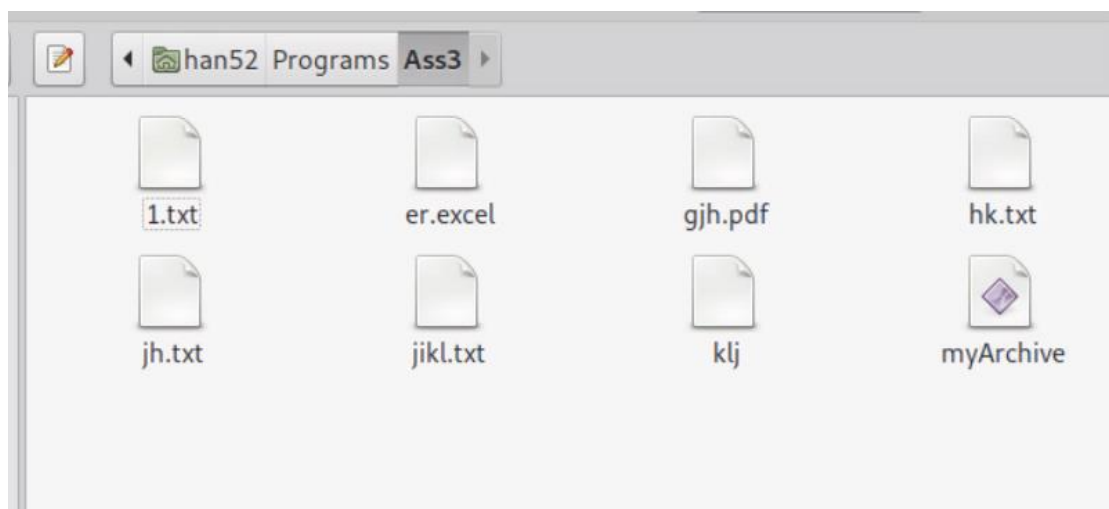 han52 Programs Ass3
1.txt er.excel gjh.pdf hk.txt
jh.txt jikl.txt klj myArchive